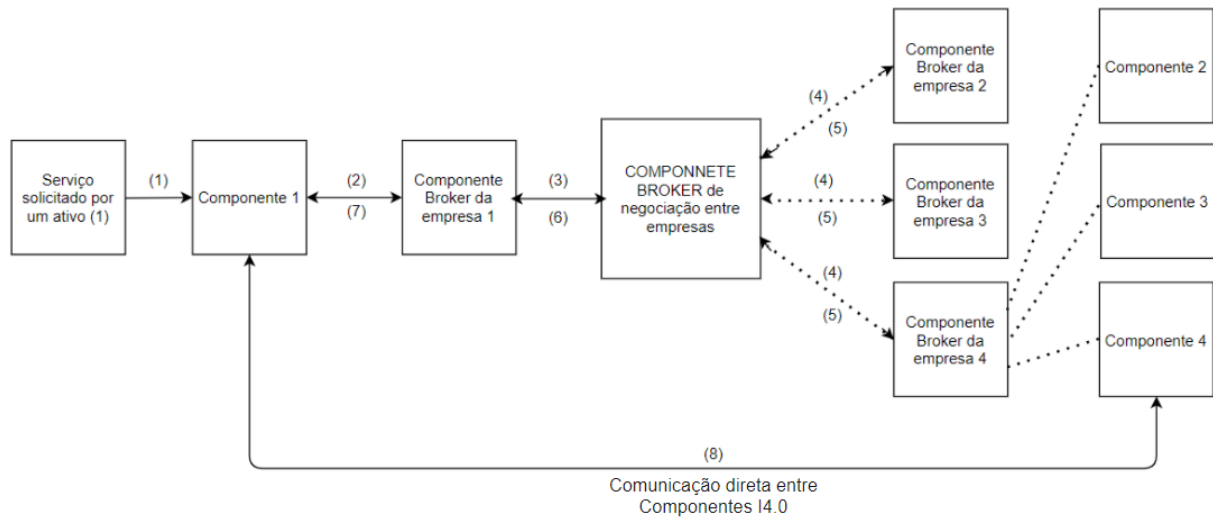 Serviço
solicitado por
um ativo (1)
(1)
Componente 1
(2)
(7)
Componente
Broker da
empresa 1
(3)
(6)
COMPONNETE
BROKER de
negociação entre
empresas
(4)
(5)
(4)
(5)
(4)
(5)
Componente
Broker da
empresa 2
Componente
Broker da
empresa 3
Componente
Broker da
empresa 4
Componente 2
Componente 3
Componente 4
(8)
Comunicação direta entre
Componentes I4.0